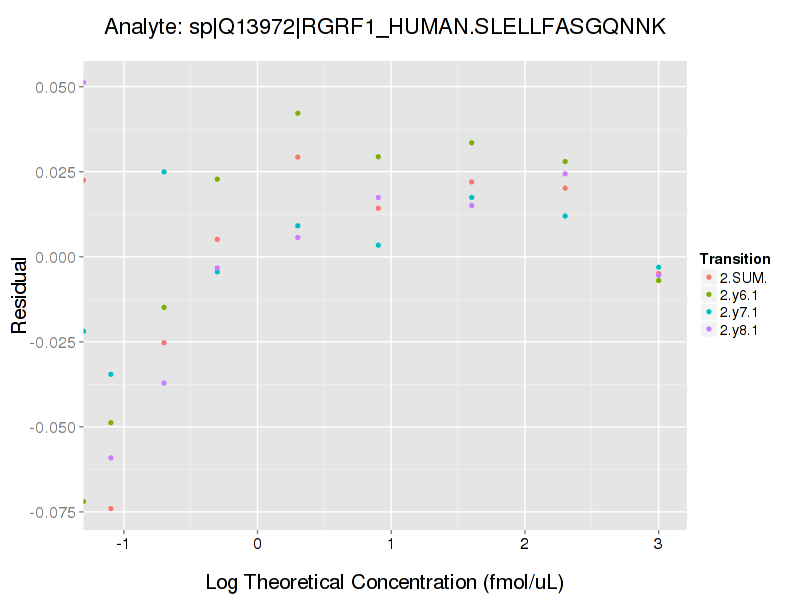 Analyte: sp|Q13972|RGRF1_HUMAN.SLELLFASGQNNK
Residual
0.050
0.025
0.000
-0.025
-0.050
-0.075
-1
0
1
2
3
Log Theoretical Concentration (fmol/uL)
Transition
2.SUM.
2.y6.1
2.y7.1
2.y8.1